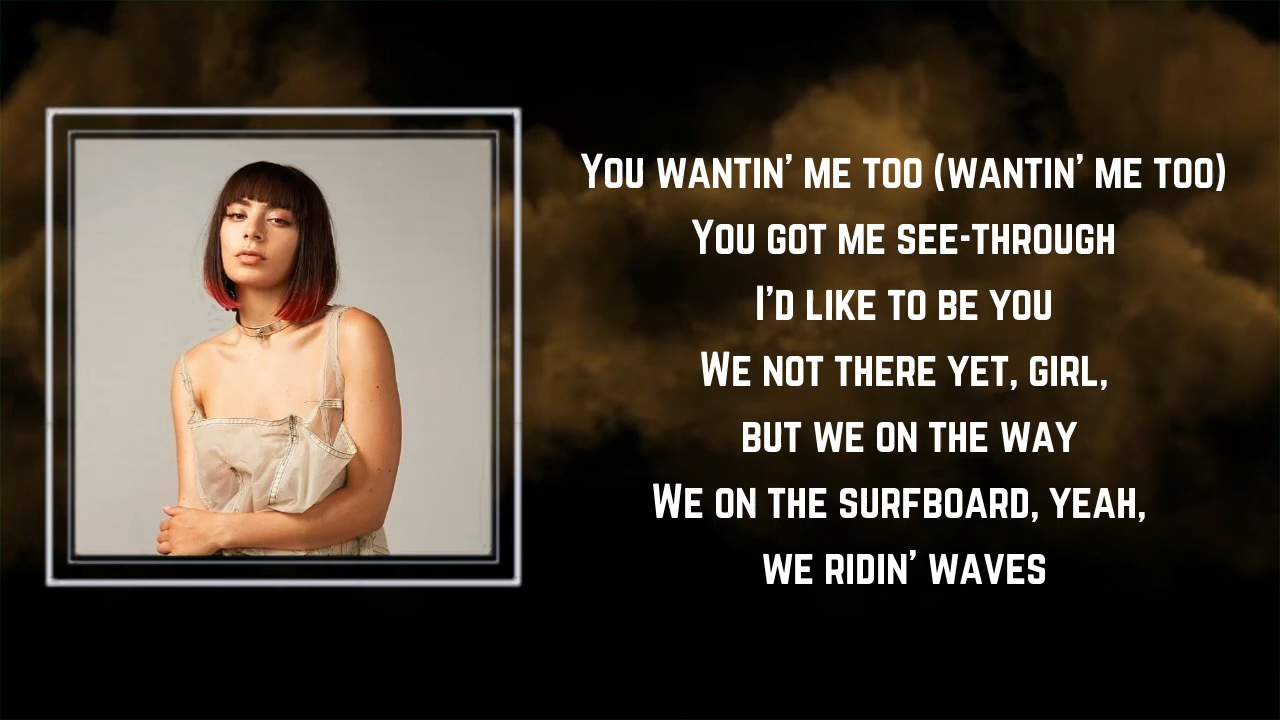 You wantin' me too (wantin' me too)
You got me see-through
I'd like to be you
We not there yet, girl,
but we on the way
We on the surfboard, yeah,
we ridin' waves